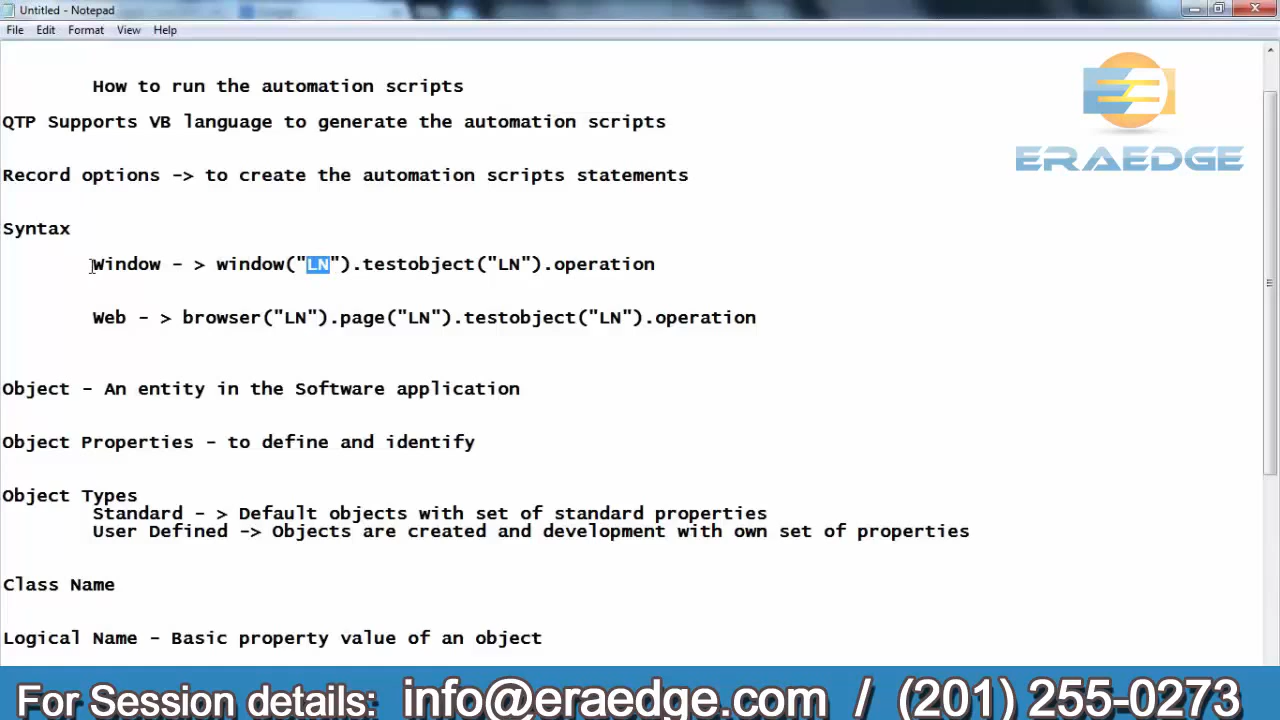 Untitled - Notepad
File Edit Format View Help
How to run the automation scripts
QTP Supports VB language to generate the automation scripts
Record options -> to create the automation scripts statements
Syntax
Window - > window("LN").testobject("LN").operation
Web - > browser("LN").page("LN").testobject("LN").operation
Object - An entity in the Software application
Object Properties - to define and identify
Object Types
Standard - > Default objects with set of standard properties
User Defined -> Objects are created and development with own set of properties
Class Name
Logical Name - Basic property value of an object
ERAEDGE
For Session details: info@eraedge.com / (201) 255-0273